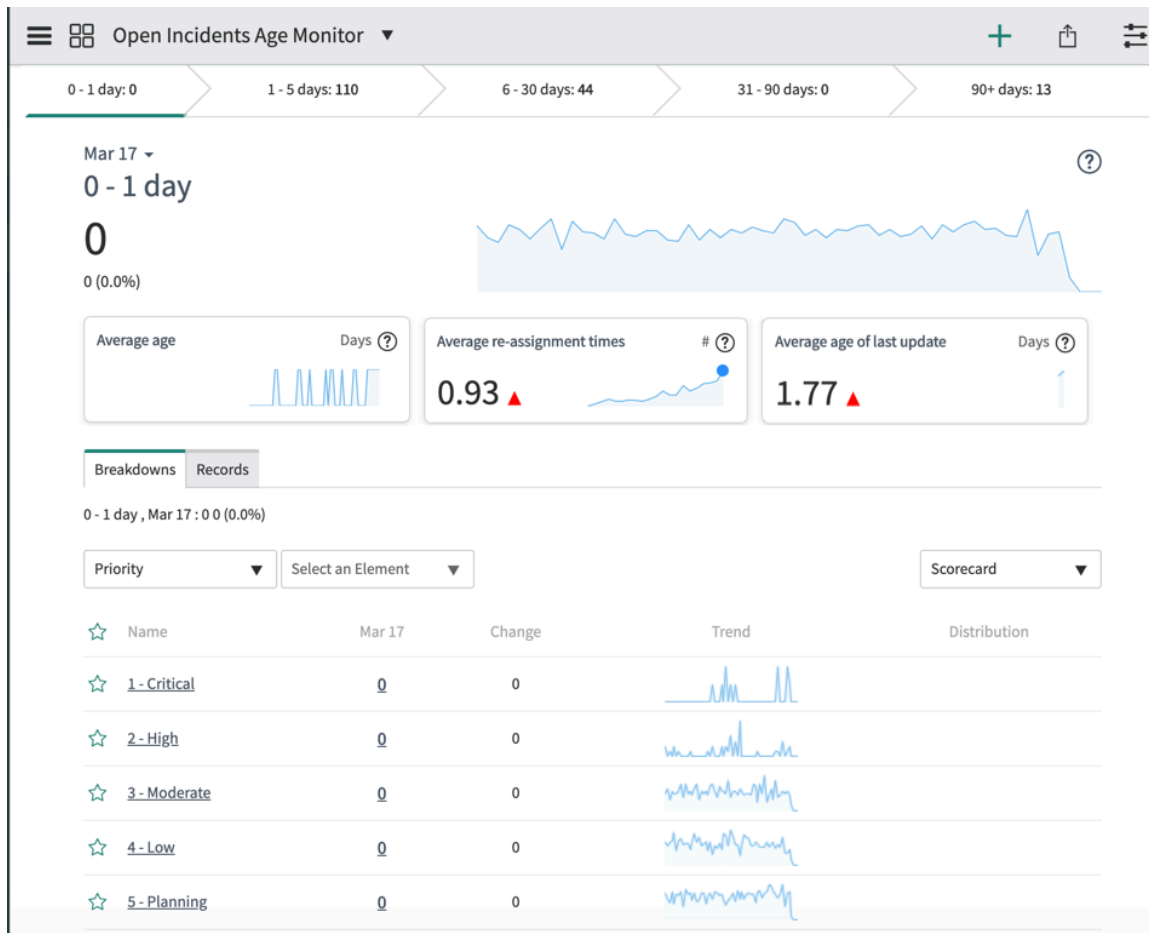 Open Incidents Age Monitor ▼
0 - 1 day: 0 1 - 5 days: 110 6 - 30 days: 44 31 - 90 days: 0 90+ days: 13
Mar 17
0 - 1 day
0
0 (0.0%)
Average age Days ?
Average re-assignment times # ?
0.93 ▲
Average age of last update Days ?
1.77 ▲
Breakdowns Records
0 - 1 day , Mar 17 : 0 0 (0.0%)
Priority ▼ Select an Element ▼ Scorecard ▼
Name Mar 17 Change Trend Distribution
1 - Critical 0 0
2 - High 0 0
3 - Moderate 0 0
4 - Low 0 0
5 - Planning 0 0